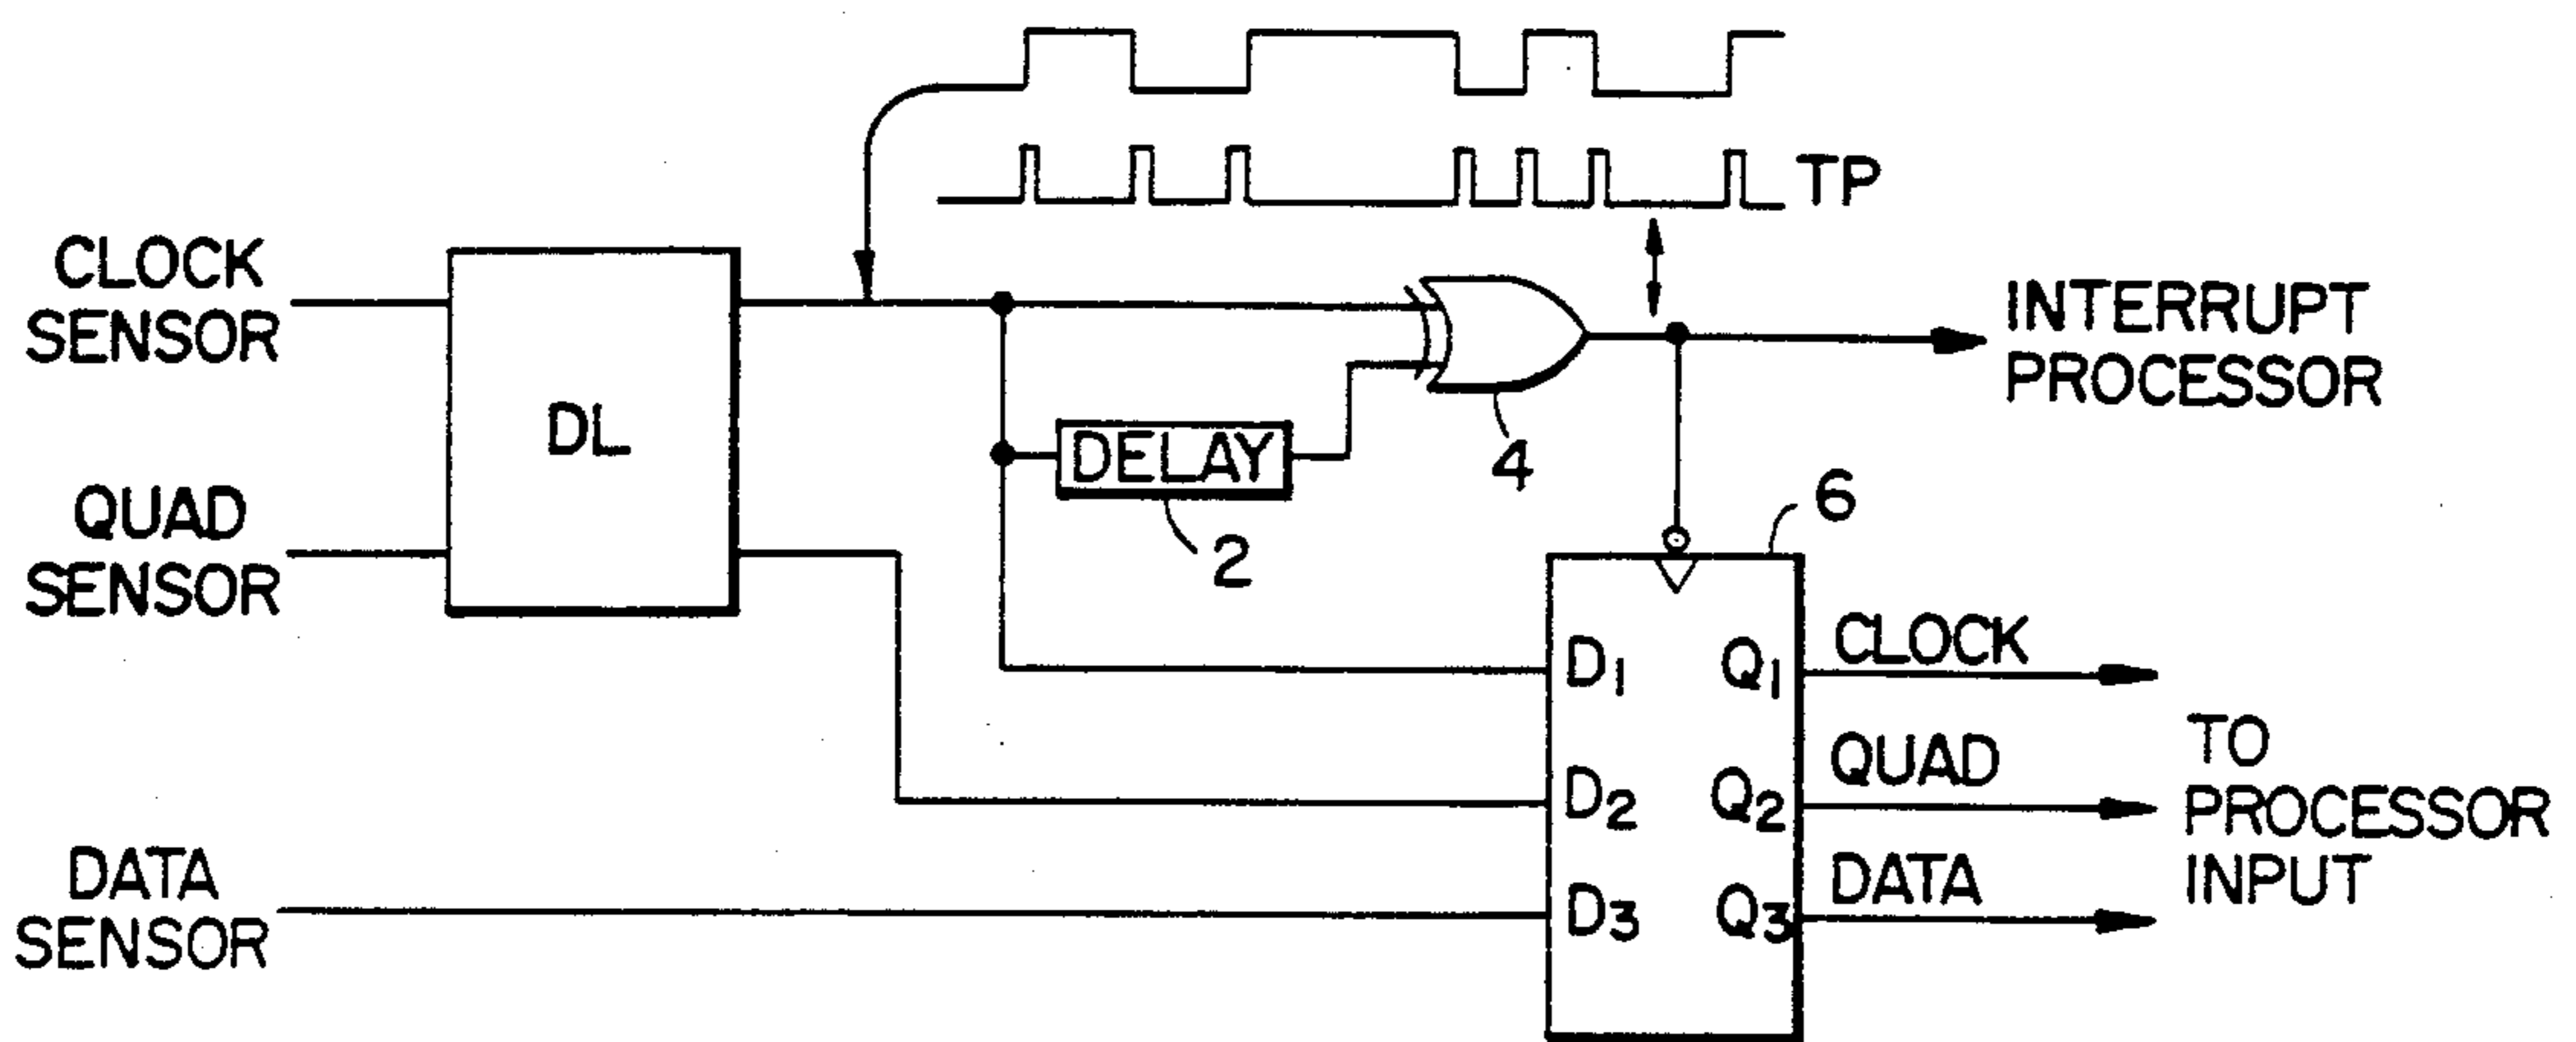 TP
CLOCK
SENSOR
DL
INTERRUPT
PROCESSOR
DELAY
4
2
QUAD
SENSOR
6
D1
Q1
CLOCK
D2
Q2
QUAD
TO
PROCESSOR
INPUT
DATA
SENSOR
D3
Q3
DATA